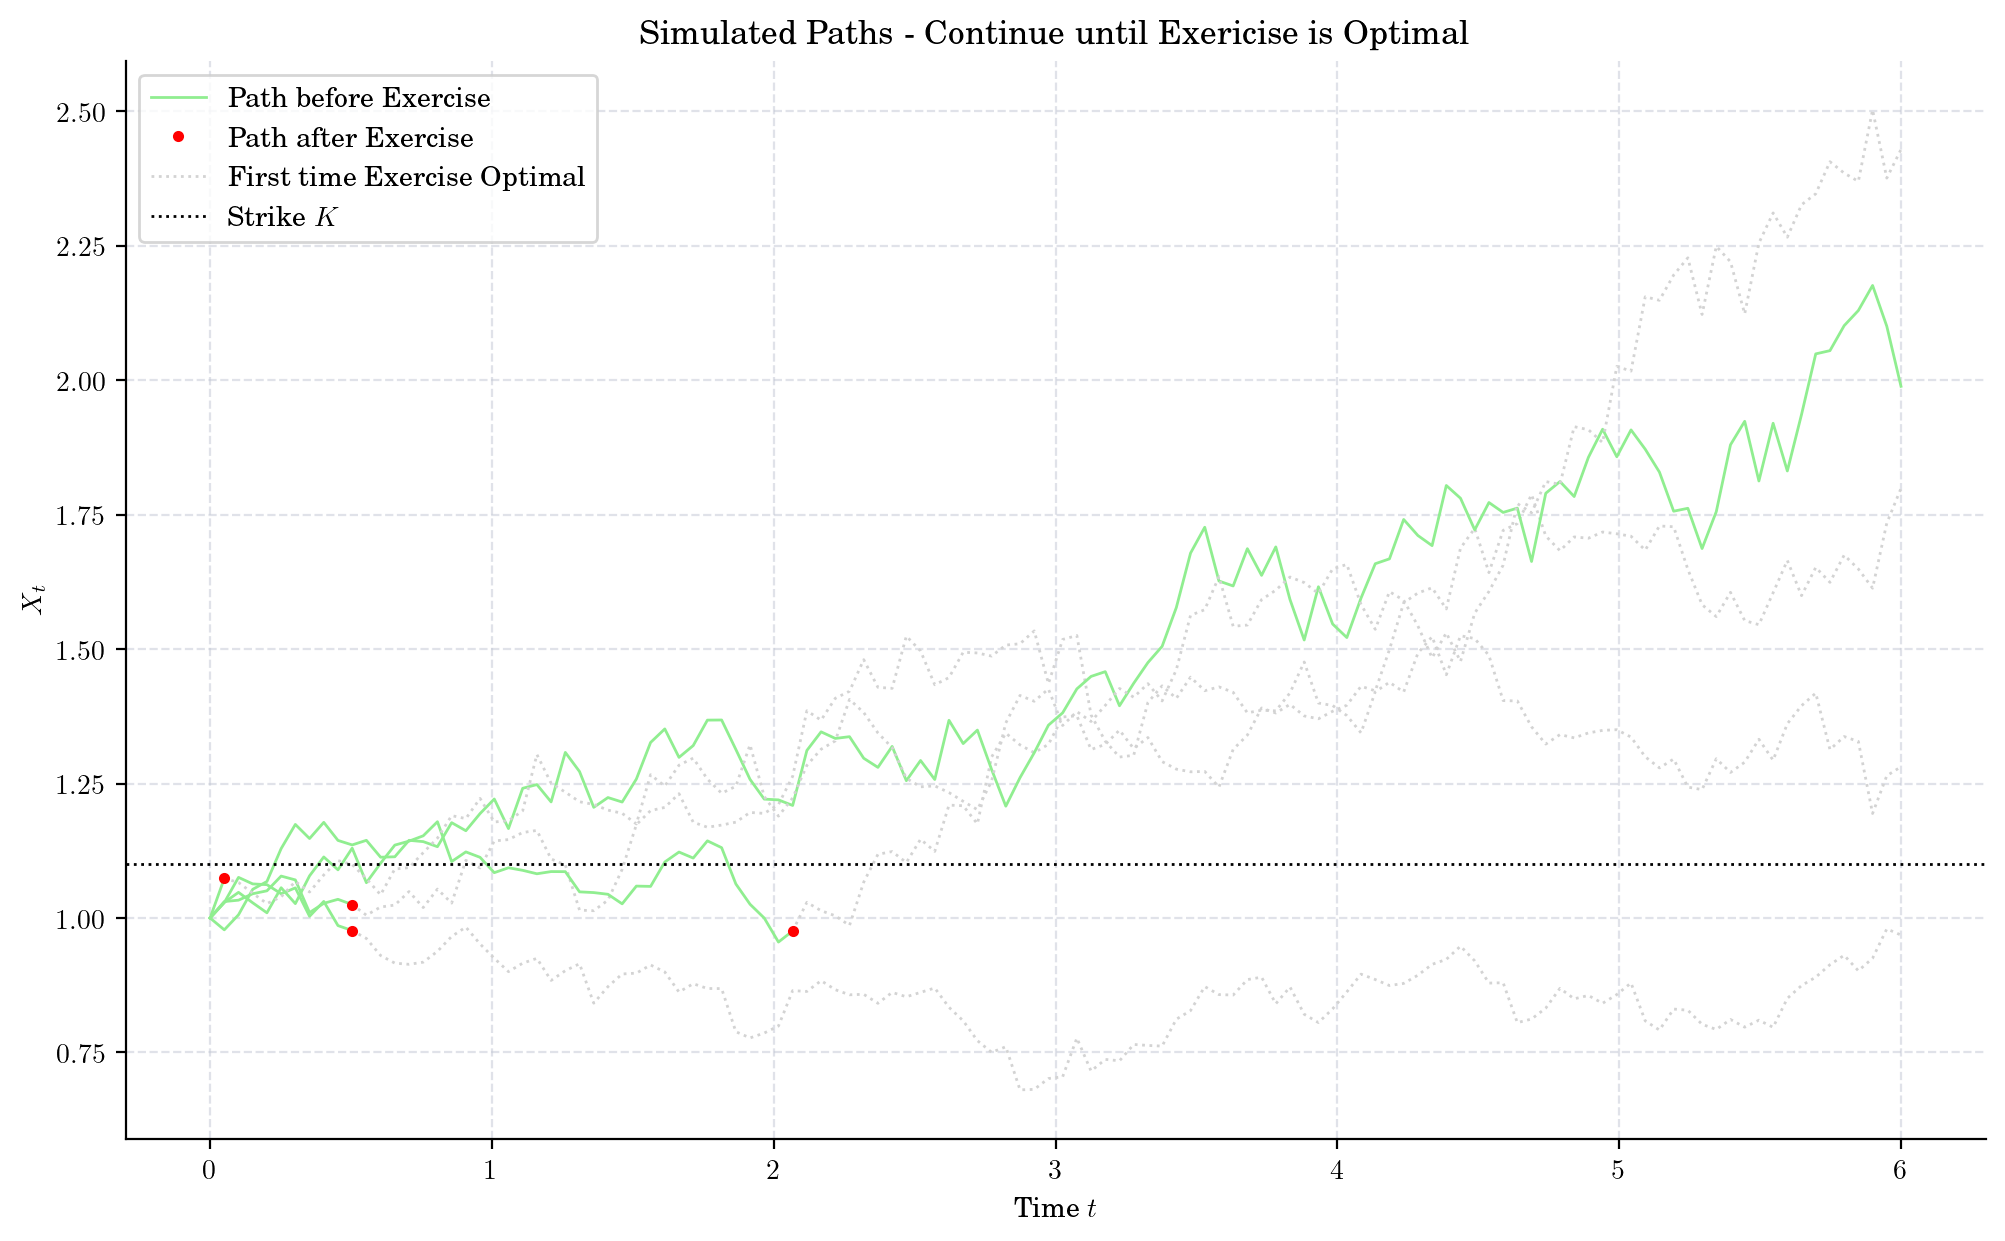 Simulated Paths - Continue until Exericise is Optimal
Path before Exercise
Path after Exercise
First time Exercise Optimal
Strike K
2.50
2.25
2.00
1.75
1.50
1.25
1.00
0.75
X_t
0 1 2 3 4 5 6
Time t